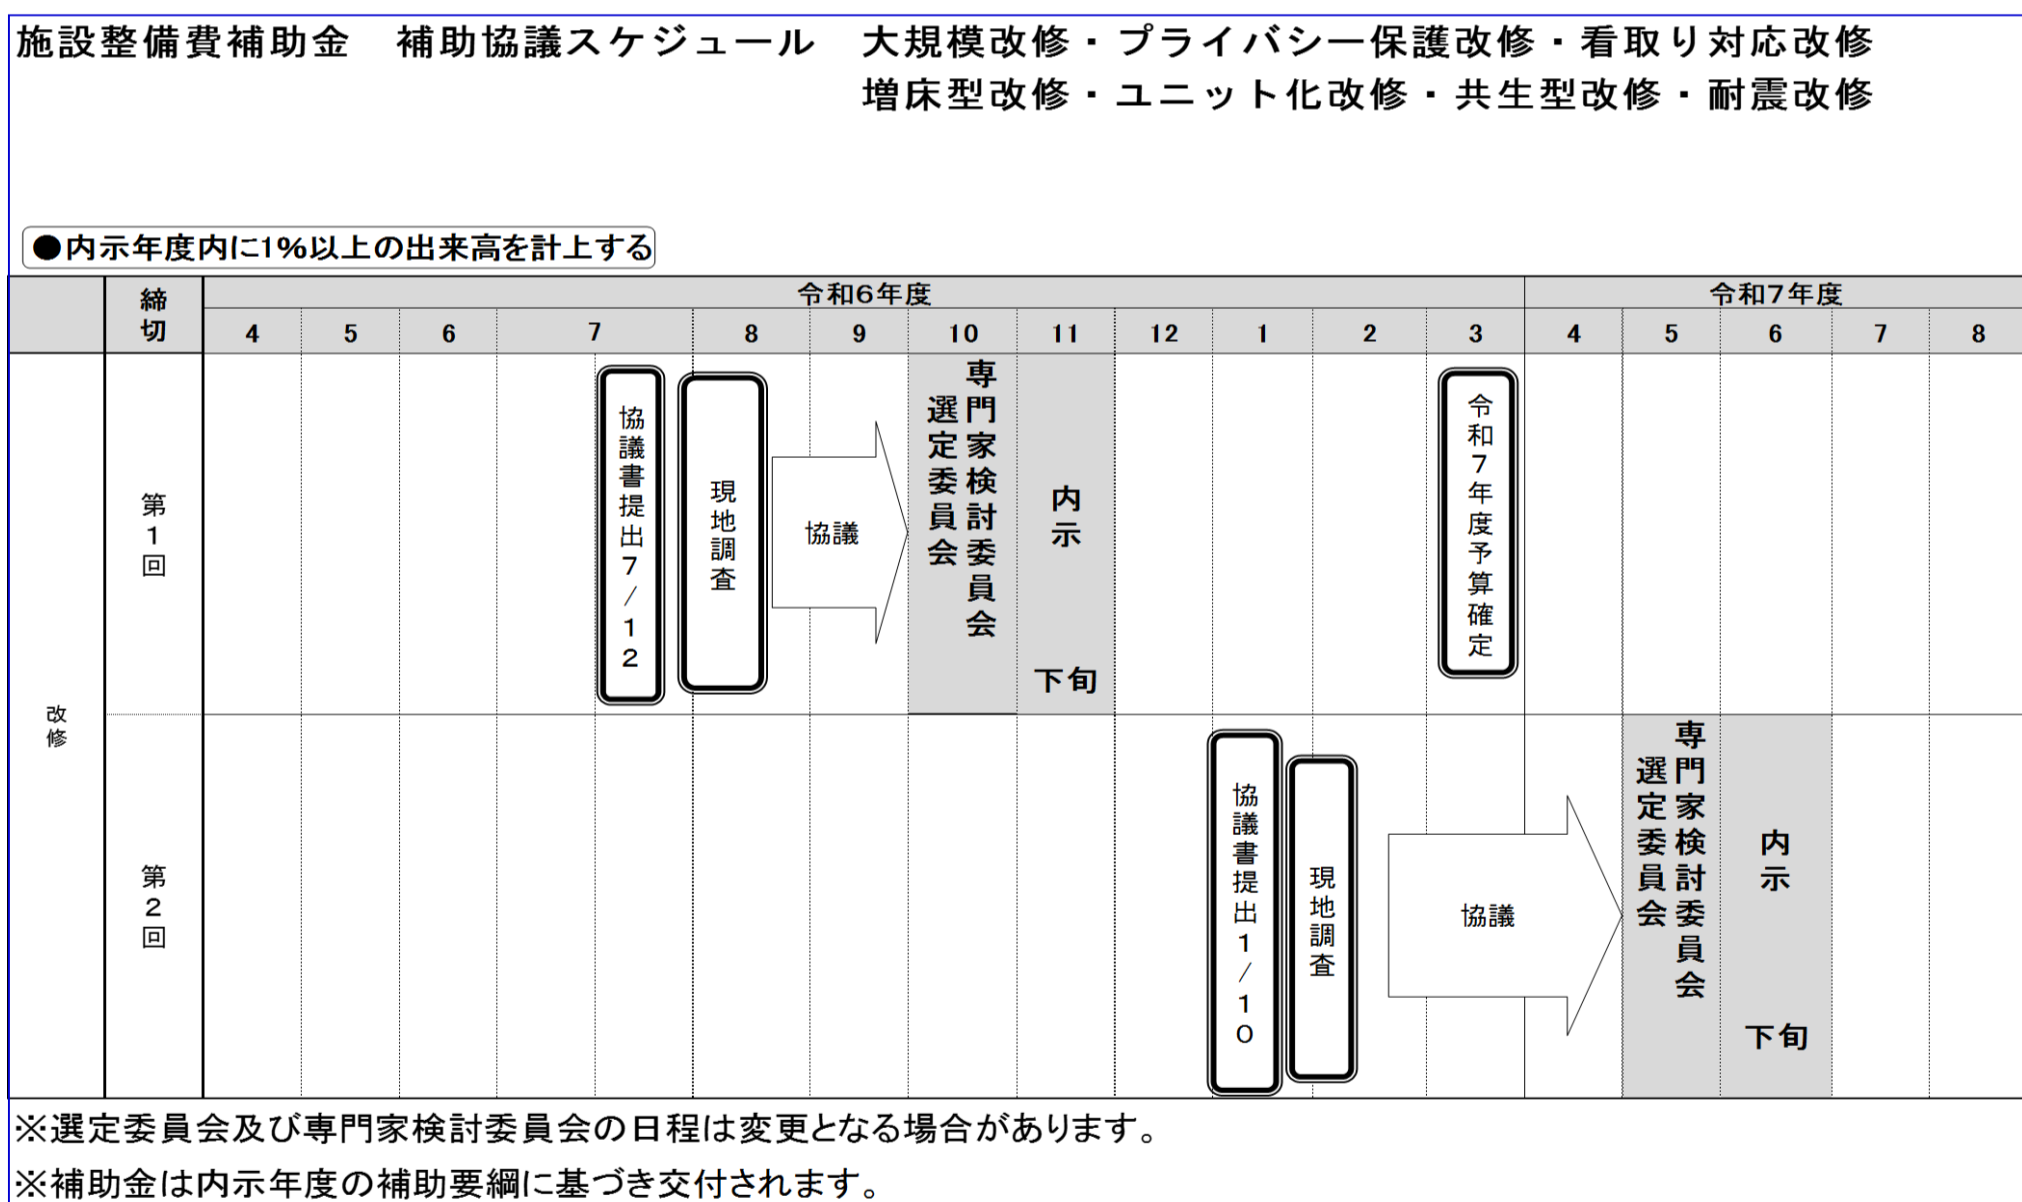 施設整備費補助金　補助協議スケジュール　大規模改修・プライバシー保護改修・看取り対応改修
増床型改修・ユニット化改修・共生型改修・耐震改修
●内示年度内に1%以上の出来高を計上する
締切
令和6年度
令和7年度
4 5 6 7 8 9 10 11 12 1 2 3 4 5 6 7 8
改修
第1回
協議書提出7/12
現地調査
協議
専門家検討委員会
選定委員会
内示
下旬
令和7年度予算確定
第2回
協議書提出1/10
現地調査
協議
専門家検討委員会
選定委員会
内示
下旬
※選定委員会及び専門家検討委員会の日程は変更となる場合があります。
※補助金は内示年度の補助要綱に基づき交付されます。